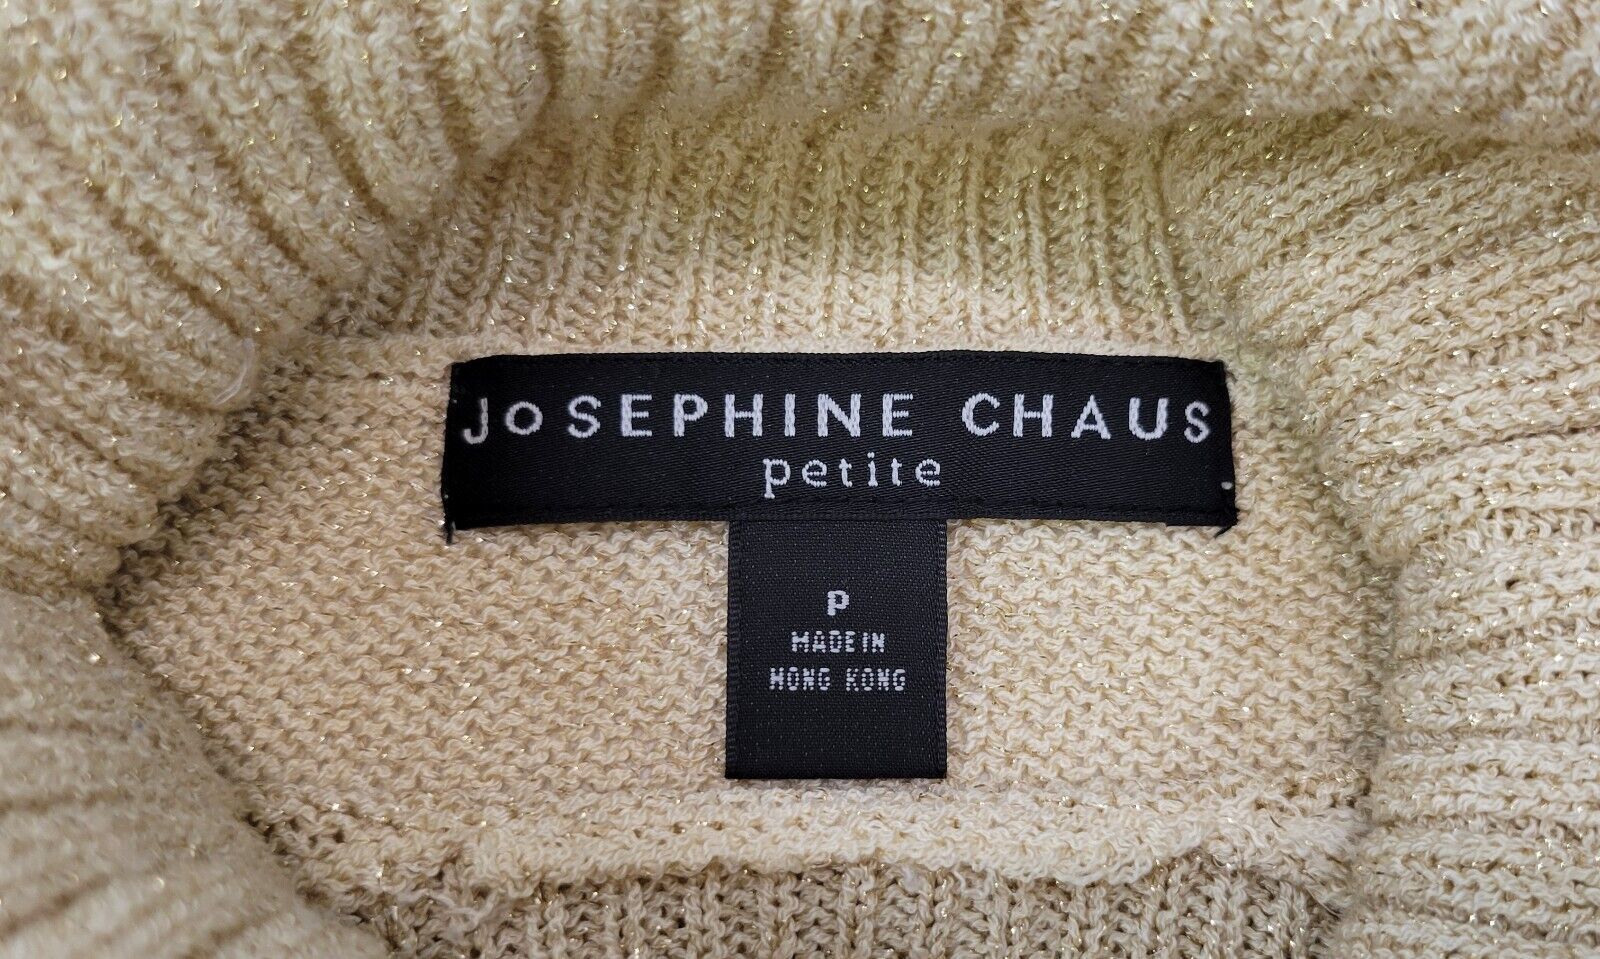 JoSEPHINE CHAUS
petite
P
MADE IN
HONG KONG